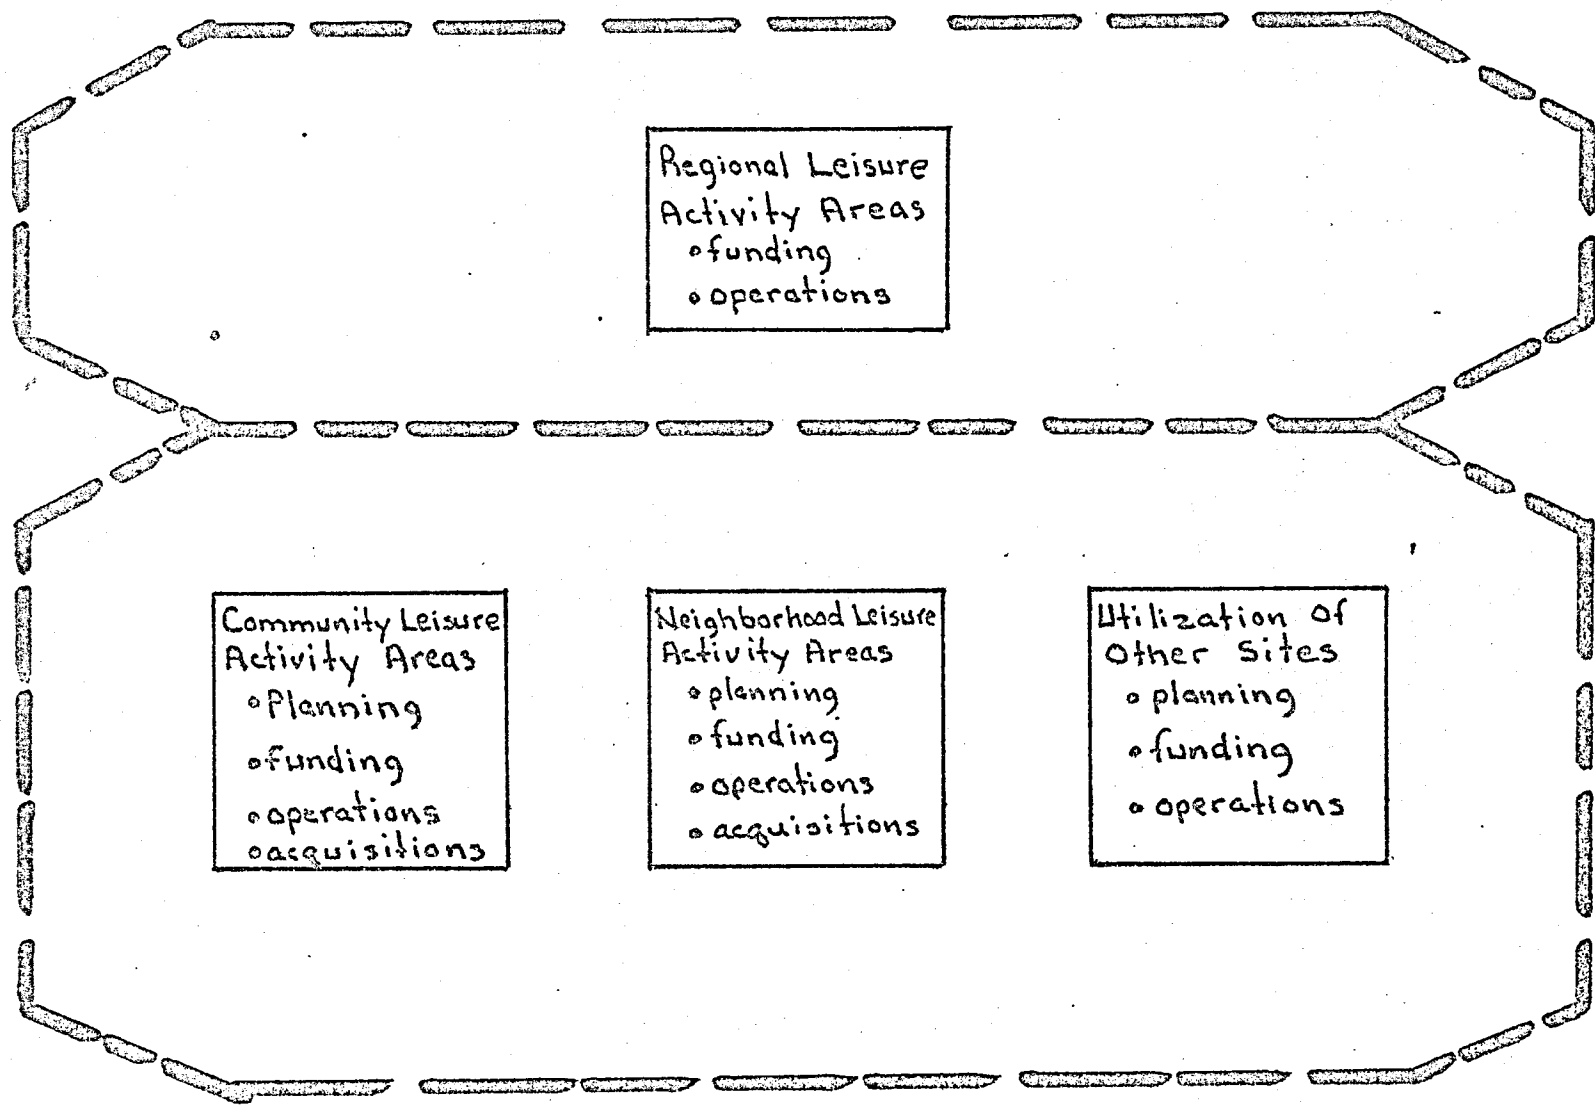 Regional Leisure
Activity Areas
• funding
• operations
Community Leisure
Activity Areas
• Planning
• funding
• operations
• acquisitions
Neighborhood Leisure
Activity Areas
• planning
• funding
• operations
• acquisitions
Utilization Of
Other Sites
• planning
• funding
• operations